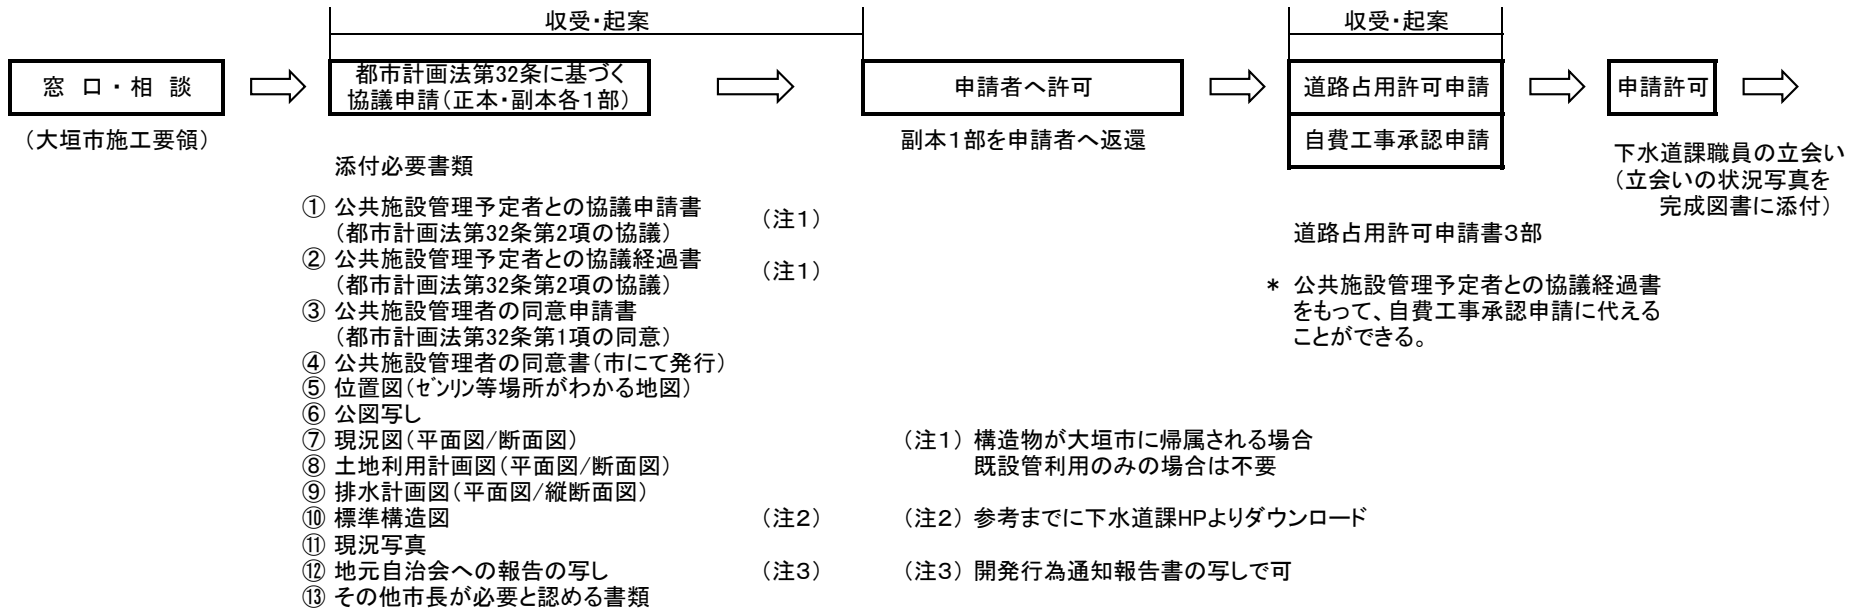 収受・起案
収受・起案
窓 口 ・ 相 談
都市計画法第32条に基づく
協議申請(正本・副本各1部)
申請者へ許可
道路占用許可申請
申請許可
(大垣市施工要領)
副本1部を申請者へ返還
自費工事承認申請
下水道課職員の立会い
(立会いの状況写真を
完成図書に添付)
添付必要書類
① 公共施設管理予定者との協議申請書 (注1)
(都市計画法第32条第2項の協議)
② 公共施設管理予定者との協議経過書 (注1)
(都市計画法第32条第2項の協議)
③ 公共施設管理者の同意申請書
(都市計画法第32条第1項の同意)
④ 公共施設管理者の同意書(市にて発行)
⑤ 位置図(ゼンリン等場所がわかる地図)
⑥ 公図写し
⑦ 現況図(平面図/断面図)
⑧ 土地利用計画図(平面図/断面図)
⑨ 排水計画図(平面図/縦断面図)
⑩ 標準構造図 (注2)
⑪ 現況写真
⑫ 地元自治会への報告の写し (注3)
⑬ その他市長が必要と認める書類
道路占用許可申請書3部
* 公共施設管理予定者との協議経過書
をもって、自費工事承認申請に代える
ことができる。
(注1) 構造物が大垣市に帰属される場合
既設管利用のみの場合は不要
(注2) 参考までに下水道課HPよりダウンロード
(注3) 開発行為通知報告書の写しで可